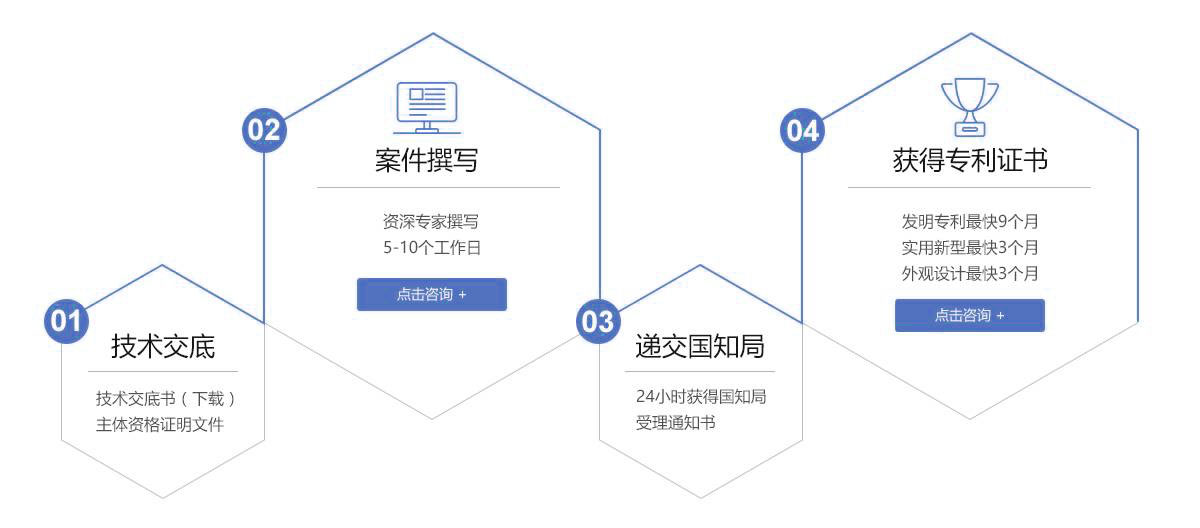 01
技术交底
技术交底书（下载）
主体资格证明文件
02
案件撰写
资深专家撰写
5-10个工作日
点击咨询 +
03
递交国知局
24小时获得国知局
受理通知书
04
获得专利证书
发明专利最快9个月
实用新型最快3个月
外观设计最快3个月
点击咨询 +